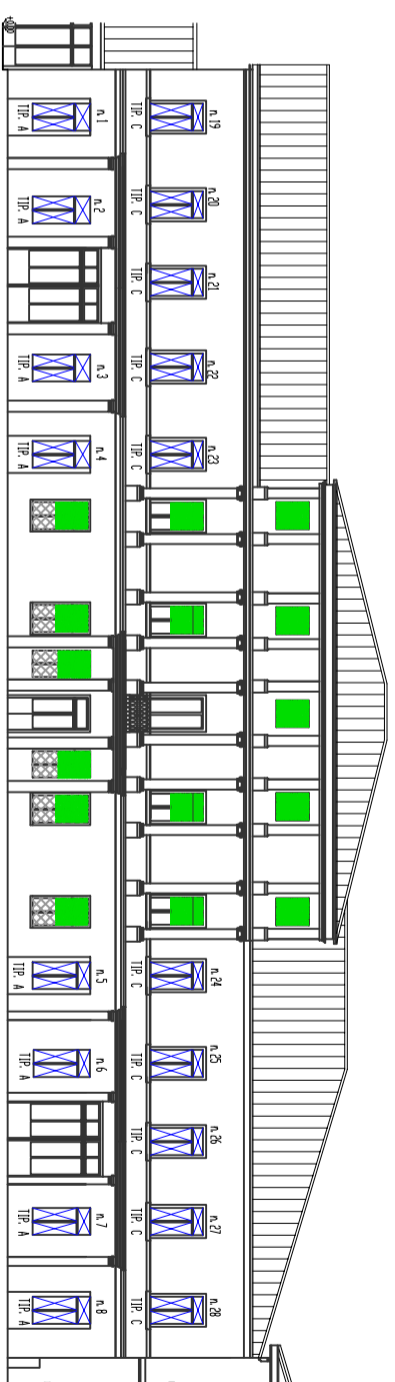 n.19
TIP. C
n.20
TIP. C
n.21
TIP. C
n.22
TIP. C
n.23
TIP. C
n.24
TIP. C
n.25
TIP. C
n.26
TIP. C
n.27
TIP. C
n.28
TIP. C
n.1
TIP. A
n.2
TIP. A
n.3
TIP. A
n.4
TIP. A
n.5
TIP. A
n.6
TIP. A
n.7
TIP. A
n.8
TIP. A